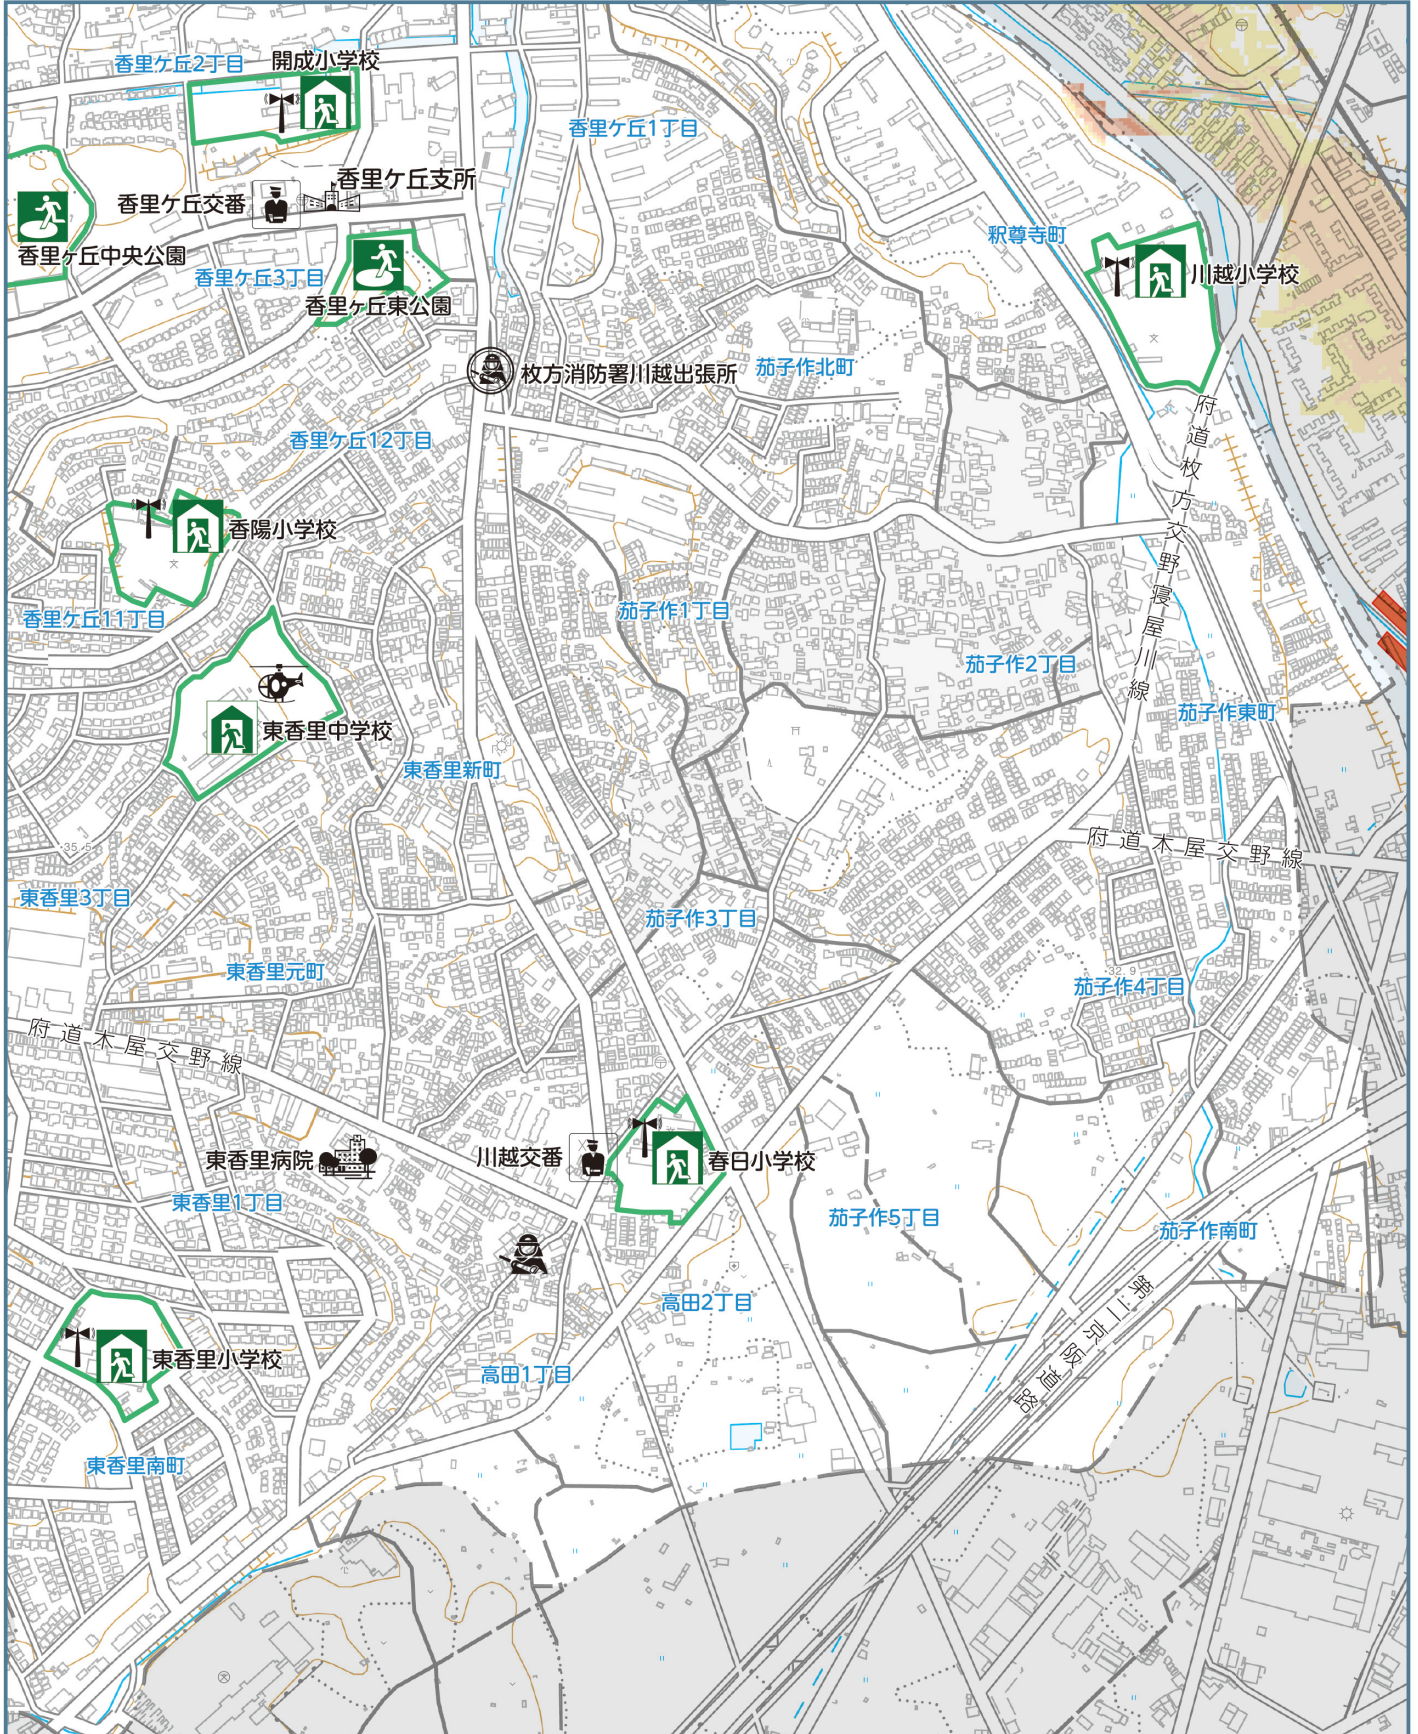 香里ケ丘2丁目
開成小学校
香里ケ丘1丁目
香里ケ丘支所
香里ケ丘交番
香里ヶ丘中央公園
香里ケ丘3丁目
香里ヶ丘東公園
釈尊寺町
川越小学校
枚方消防署川越出張所
茄子作北町
府道枚方交野寝屋川線
香里ケ丘12丁目
香陽小学校
香里ケ丘11丁目
茄子作1丁目
茄子作2丁目
茄子作東町
東香里中学校
東香里新町
35.5
府道木屋交野線
東香里3丁目
茄子作3丁目
東香里元町
32.9
茄子作4丁目
府道木屋交野線
東香里病院
川越交番
春日小学校
東香里1丁目
茄子作5丁目
茄子作南町
第二京阪道路
高田2丁目
東香里小学校
高田1丁目
東香里南町